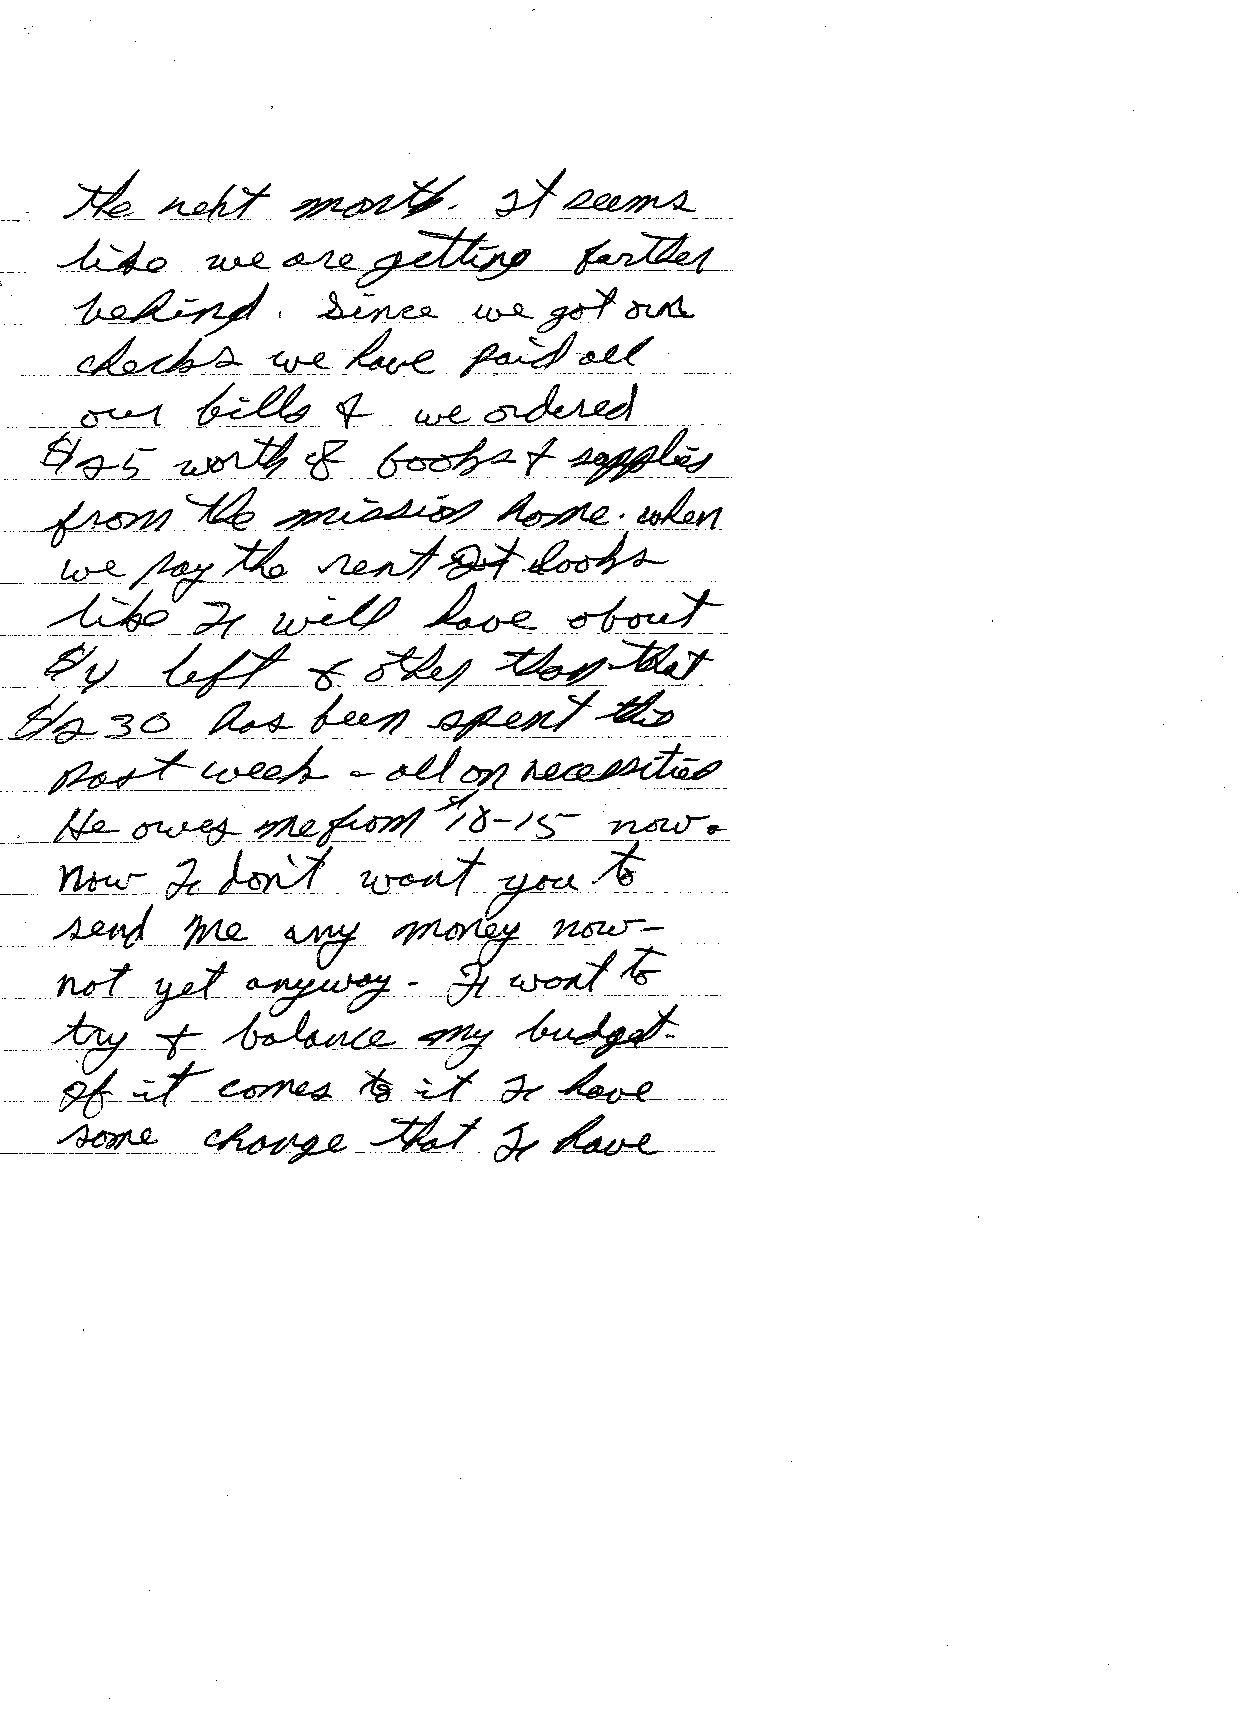 the next month. It seems
like we are getting farther
behind. Since we got our
checks we have paid all
our bills & we ordered
$25 worth of books & supplies
from the mission home. when
we pay the rent it looks
like I will have about
$4 left & other than that
$230 has been spent this
past week - all on necessities
He owes me from $10-15 now.
Now I don't want you to
send me any money now-
not yet anyway - I want to
try & balance my budget.
If it comes to it I have
some change that I have